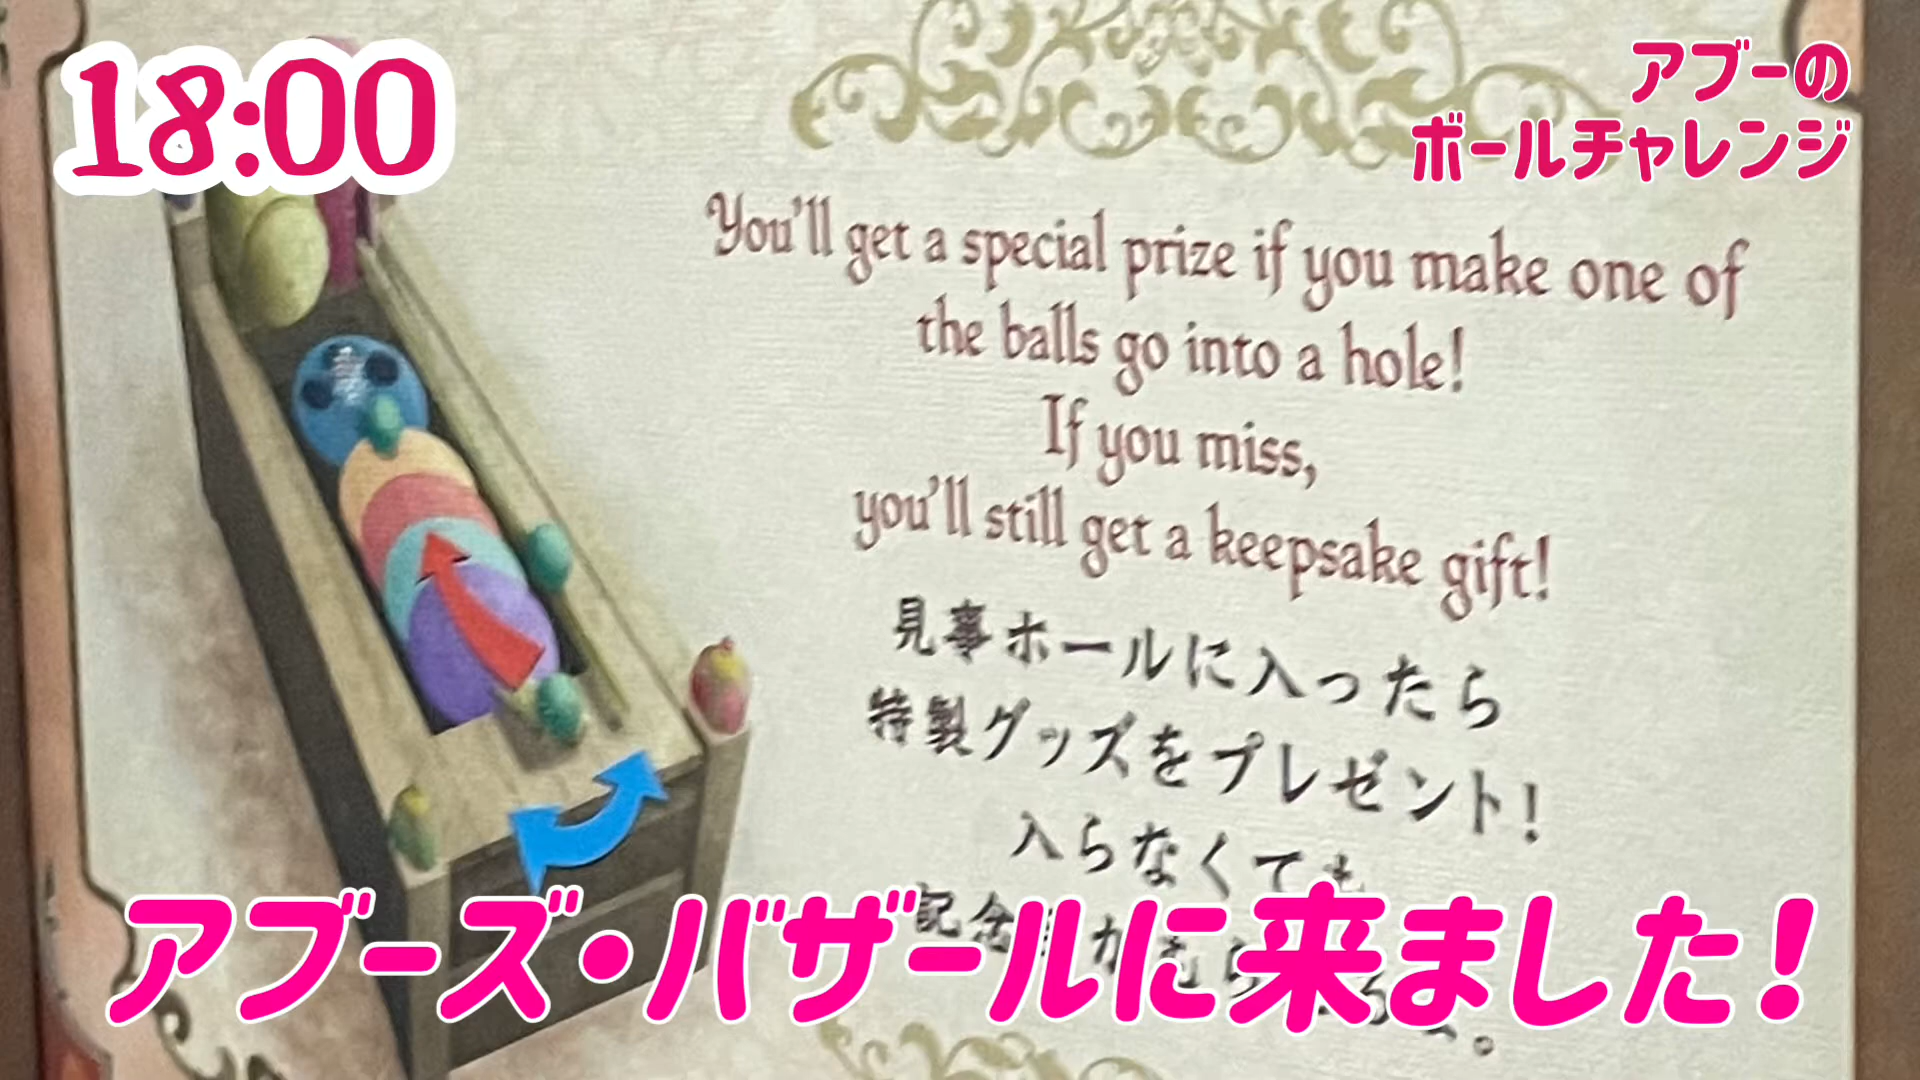 18:00
アブーの
ボールチャレンジ
You'll get a special prize if you make one of
the balls go into a hole!
If you miss,
you'll still get a keepsake gift!
見事ホールに入ったら
特製グッズをプレゼント!
入らなくても
記念
アブーズ・バザールに来ました!